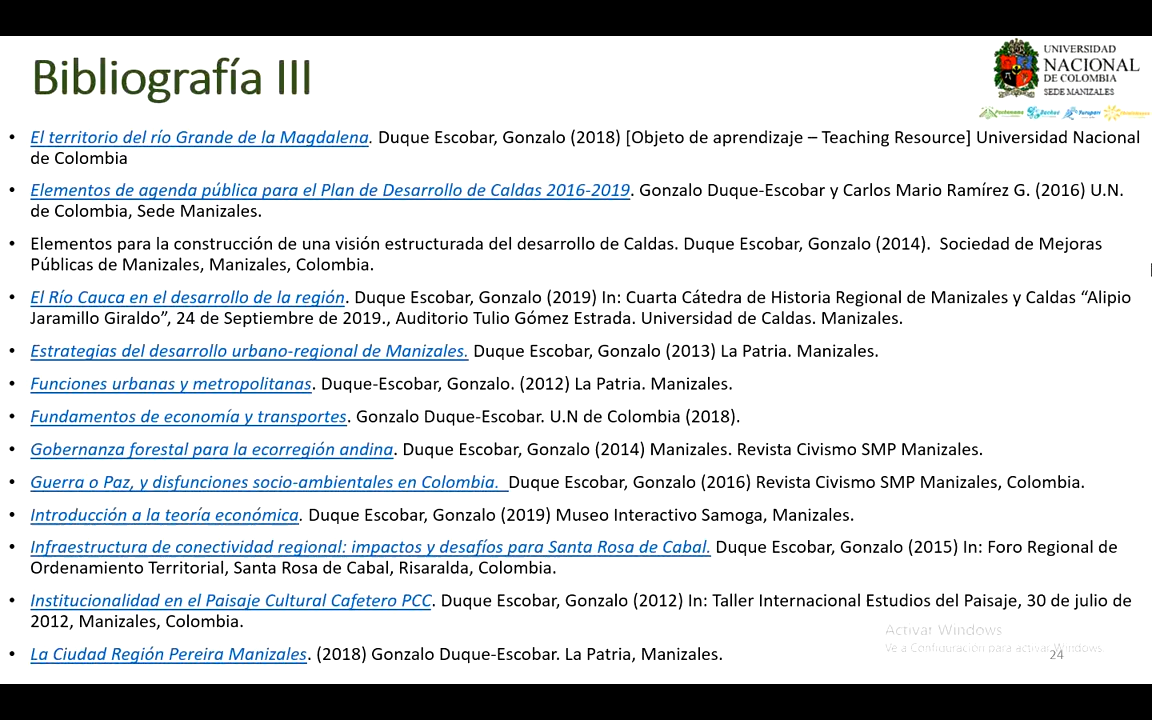 Bibliografía III
UNIVERSIDAD
NACIONAL
DE COLOMBIA
SEDE MANIZALES
• El territorio del río Grande de la Magdalena. Duque Escobar, Gonzalo (2018) [Objeto de aprendizaje – Teaching Resource] Universidad Nacional
de Colombia
• Elementos de agenda pública para el Plan de Desarrollo de Caldas 2016-2019. Gonzalo Duque-Escobar y Carlos Mario Ramírez G. (2016) U.N.
de Colombia, Sede Manizales.
• Elementos para la construcción de una visión estructurada del desarrollo de Caldas. Duque Escobar, Gonzalo (2014).  Sociedad de Mejoras
Públicas de Manizales, Manizales, Colombia.
• El Río Cauca en el desarrollo de la región. Duque Escobar, Gonzalo (2019) In: Cuarta Cátedra de Historia Regional de Manizales y Caldas “Alipio
Jaramillo Giraldo”, 24 de Septiembre de 2019., Auditorio Tulio Gómez Estrada. Universidad de Caldas. Manizales.
• Estrategias del desarrollo urbano-regional de Manizales. Duque Escobar, Gonzalo (2013) La Patria. Manizales.
• Funciones urbanas y metropolitanas. Duque-Escobar, Gonzalo. (2012) La Patria. Manizales.
• Fundamentos de economía y transportes. Gonzalo Duque-Escobar. U.N de Colombia (2018).
• Gobernanza forestal para la ecorregión andina. Duque Escobar, Gonzalo (2014) Manizales. Revista Civismo SMP Manizales.
• Guerra o Paz, y disfunciones socio-ambientales en Colombia.  Duque Escobar, Gonzalo (2016) Revista Civismo SMP Manizales, Colombia.
• Introducción a la teoría económica. Duque Escobar, Gonzalo (2019) Museo Interactivo Samoga, Manizales.
• Infraestructura de conectividad regional: impactos y desafíos para Santa Rosa de Cabal. Duque Escobar, Gonzalo (2015) In: Foro Regional de
Ordenamiento Territorial, Santa Rosa de Cabal, Risaralda, Colombia.
• Institucionalidad en el Paisaje Cultural Cafetero PCC. Duque Escobar, Gonzalo (2012) In: Taller Internacional Estudios del Paisaje, 30 de julio de
2012, Manizales, Colombia.
• La Ciudad Región Pereira Manizales. (2018) Gonzalo Duque-Escobar. La Patria, Manizales.
Activar Windows
Ve a Configuración para activar Windows.
24